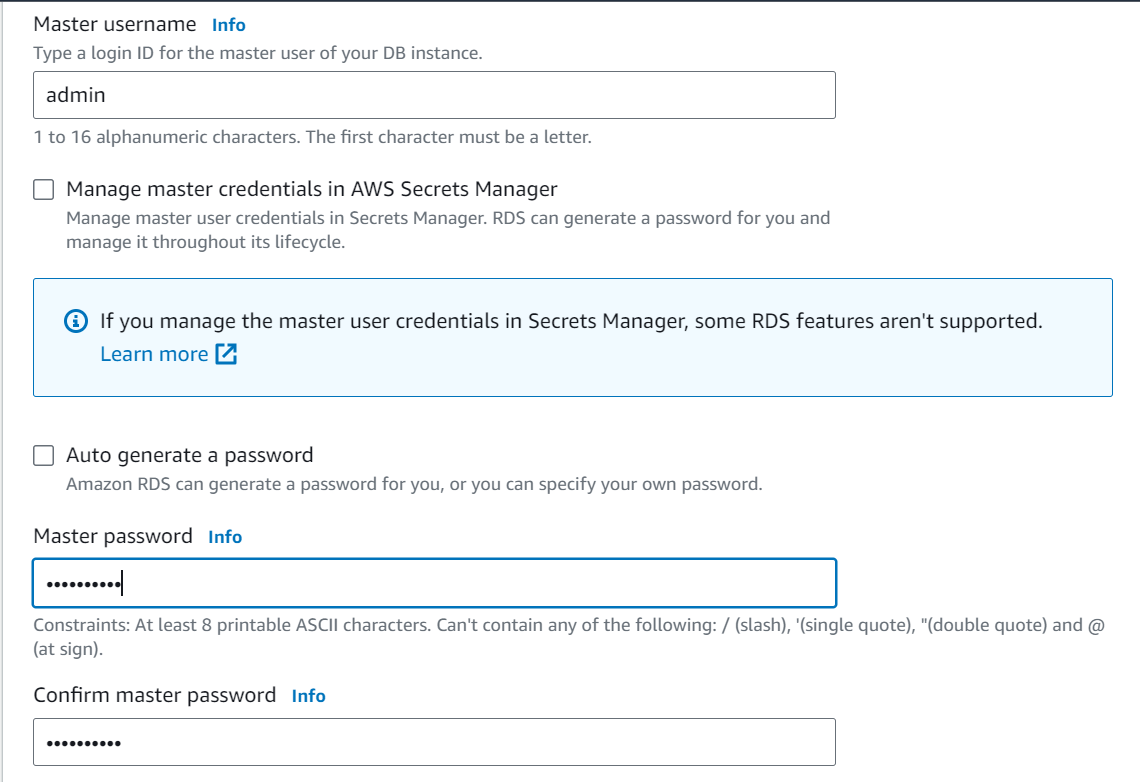 Master username Info
Type a login ID for the master user of your DB instance.
admin
1 to 16 alphanumeric characters. The first character must be a letter.
Manage master credentials in AWS Secrets Manager
Manage master user credentials in Secrets Manager. RDS can generate a password for you and
manage it throughout its lifecycle.
If you manage the master user credentials in Secrets Manager, some RDS features aren't supported.
Learn more
Auto generate a password
Amazon RDS can generate a password for you, or you can specify your own password.
Master password Info
••••••••••
Constraints: At least 8 printable ASCII characters. Can't contain any of the following: / (slash), '(single quote), "(double quote) and @
(at sign).
Confirm master password Info
••••••••••